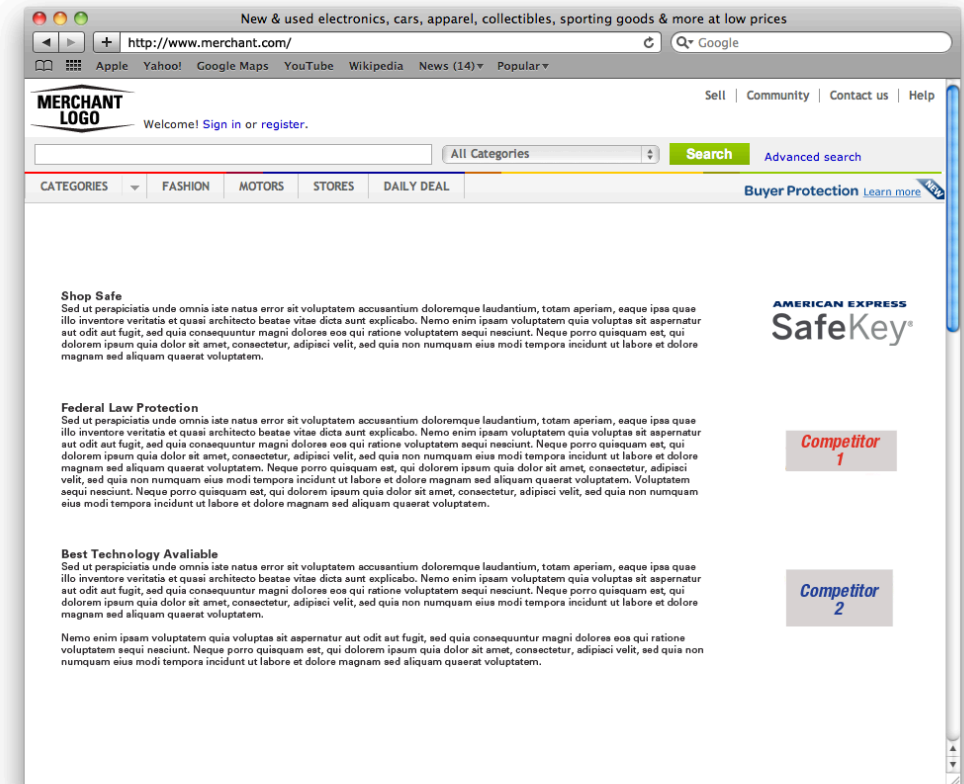 New & used electronics, cars, apparel, collectibles, sporting goods & more at low prices
http://www.merchant.com/
Google
Apple Yahoo! Google Maps YouTube Wikipedia News (14) Popular
Sell | Community | Contact us | Help
MERCHANT
LOGO
Welcome! Sign in or register.
All Categories
Search
Advanced search
CATEGORIES FASHION MOTORS STORES DAILY DEAL
Buyer Protection Learn more NEW
Shop Safe
Sed ut perspiciatis unde omnis iste natus error sit voluptatem accusantium doloremque laudantium, totam aperiam, eaque ipsa quae
illo inventore veritatis et quasi architecto beatae vitae dicta sunt explicabo. Nemo enim ipsam voluptatem quia voluptas sit aspernatur
aut odit aut fugit, sed quia consequuntur magni dolores eos qui ratione voluptatem sequi nesciunt. Neque porro quisquam est, qui
dolorem ipsum quia dolor sit amet, consectetur, adipisci velit, sed quia non numquam eius modi tempora incidunt ut labore et dolore
magnam sed aliquam quaerat voluptatem.
AMERICAN EXPRESS
SafeKey®
Federal Law Protection
Sed ut perspiciatis unde omnis iste natus error sit voluptatem accusantium doloremque laudantium, totam aperiam, eaque ipsa quae
illo inventore veritatis et quasi architecto beatae vitae dicta sunt explicabo. Nemo enim ipsam voluptatem quia voluptas sit aspernatur
aut odit aut fugit, sed quia consequuntur magni dolores eos qui ratione voluptatem sequi nesciunt. Neque porro quisquam est, qui
dolorem ipsum quia dolor sit amet, consectetur, adipisci velit, sed quia non numquam eius modi tempora incidunt ut labore et dolore
magnam sed aliquam quaerat voluptatem. Neque porro quisquam est, qui dolorem ipsum quia dolor sit amet, consectetur, adipisci
velit, sed quia non numquam eius modi tempora incidunt ut labore et dolore magnam sed aliquam quaerat voluptatem. Voluptatem
sequi nesciunt. Neque porro quisquam est, qui dolorem ipsum quia dolor sit amet, consectetur, adipisci velit, sed quia non numquam
eius modi tempora incidunt ut labore et dolore magnam sed aliquam quaerat voluptatem.
Competitor
1
Best Technology Avaliable
Sed ut perspiciatis unde omnis iste natus error sit voluptatem accusantium doloremque laudantium, totam aperiam, eaque ipsa quae
illo inventore veritatis et quasi architecto beatae vitae dicta sunt explicabo. Nemo enim ipsam voluptatem quia voluptas sit aspernatur
aut odit aut fugit, sed quia consequuntur magni dolores eos qui ratione voluptatem sequi nesciunt. Neque porro quisquam est, qui
dolorem ipsum quia dolor sit amet, consectetur, adipisci velit, sed quia non numquam eius modi tempora incidunt ut labore et dolore
magnam sed aliquam quaerat voluptatem.
Nemo enim ipsam voluptatem quia voluptas sit aspernatur aut odit aut fugit, sed quia consequuntur magni dolores eos qui ratione
voluptatem sequi nesciunt. Neque porro quisquam est, qui dolorem ipsum quia dolor sit amet, consectetur, adipisci velit, sed quia non
numquam eius modi tempora incidunt ut labore et dolore magnam sed aliquam quaerat voluptatem.
Competitor
2